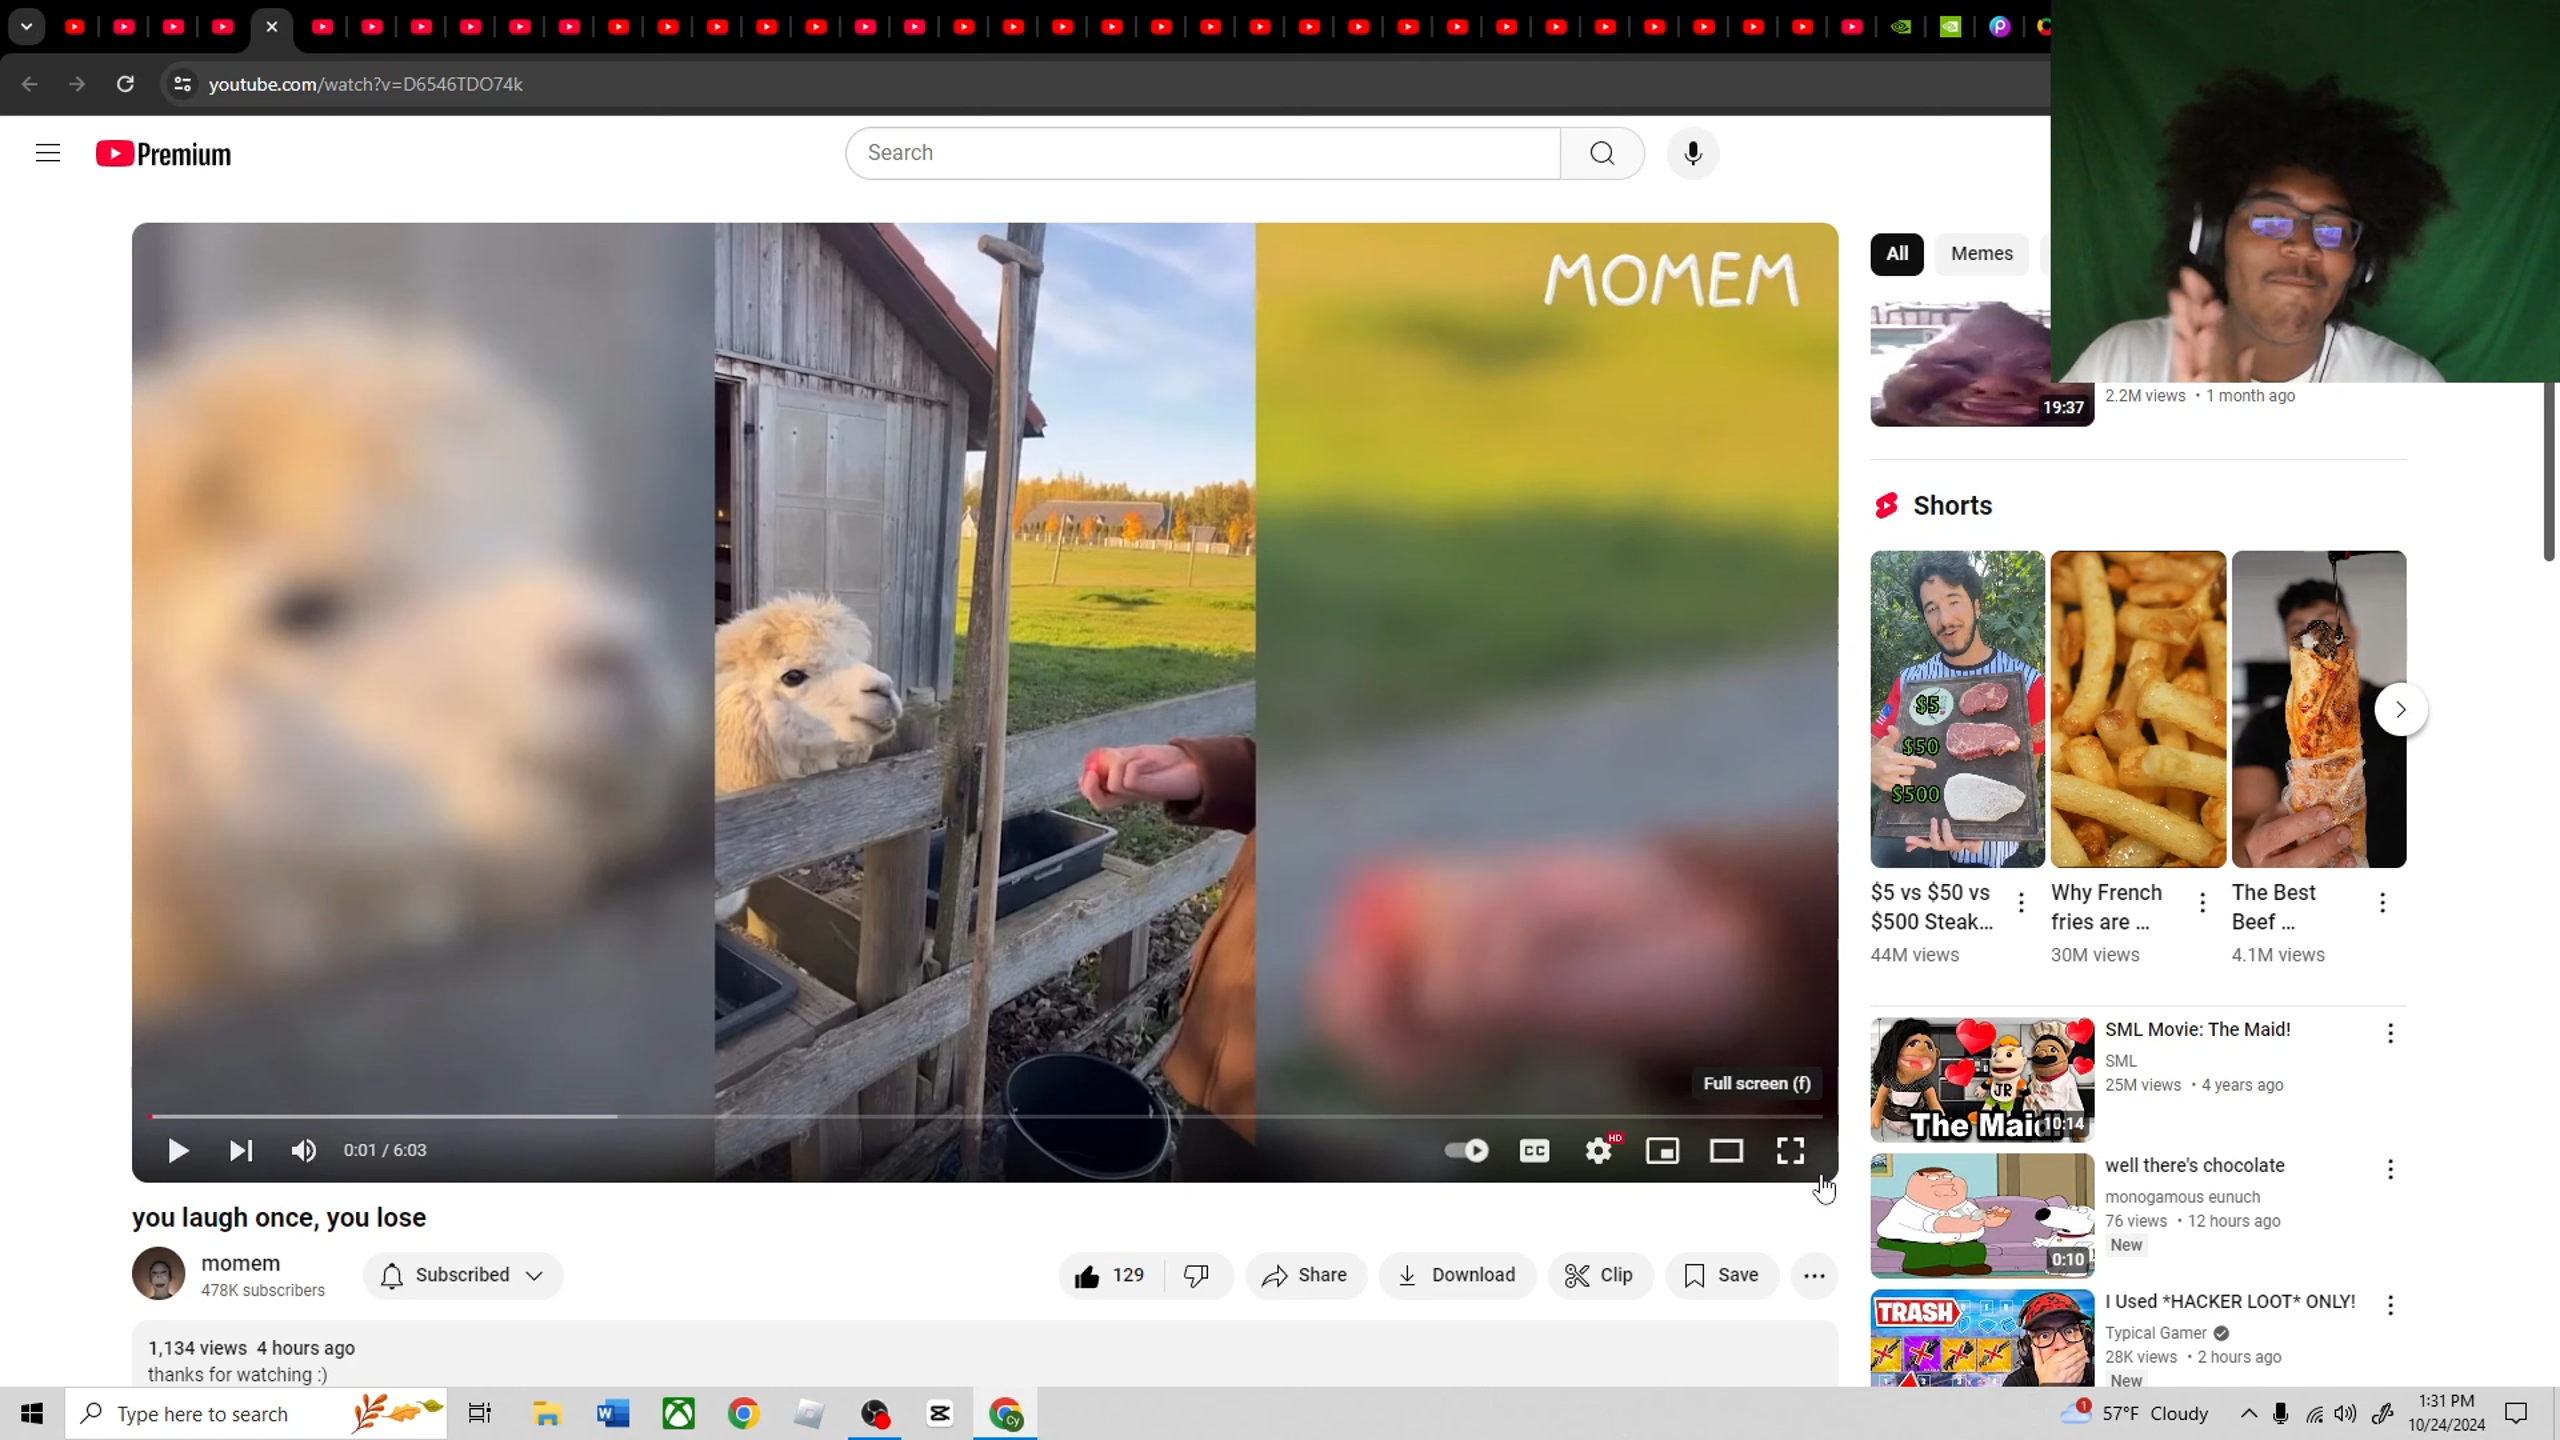 youtube.com/watch?v=D6546TDO74k
Premium
Search
MOMEM
Full screen (f)
0:01 / 6:03
CC
HD
you laugh once, you lose
momem
478K subscribers
Subscribed
129
Share
Download
Clip
Save
1,134 views 4 hours ago
thanks for watching :)
All
Memes
19:37
2.2M views • 1 month ago
Shorts
$5
$50
$500
$5 vs $50 vs
$500 Steak...
44M views
Why French
fries are ...
30M views
The Best
Beef ...
4.1M views
JR
The Maid!
10:14
SML Movie: The Maid!
SML
25M views • 4 years ago
0:10
well there's chocolate
monogamous eunuch
76 views • 12 hours ago
New
TRASH
I Used *HACKER LOOT* ONLY!
Typical Gamer
28K views • 2 hours ago
New
Type here to search
Cy
1
57°F Cloudy
1:31 PM
10/24/2024